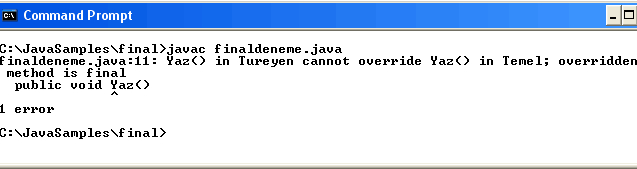 Command Prompt
C:\JavaSamples\final>javac finaldeneme.java
finaldeneme.java:11: Yaz() in Tureyen cannot override Yaz() in Temel; overridden
method is final
public void Yaz()
^
1 error
C:\JavaSamples\final>